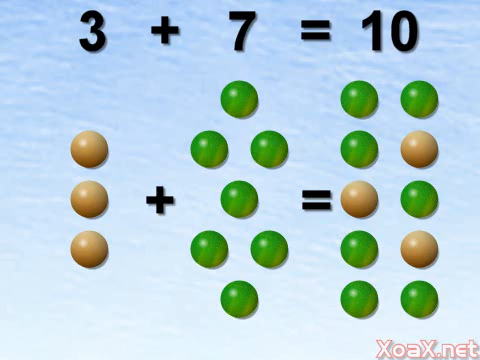 3 + 7 = 10
+ =
XoaX.net